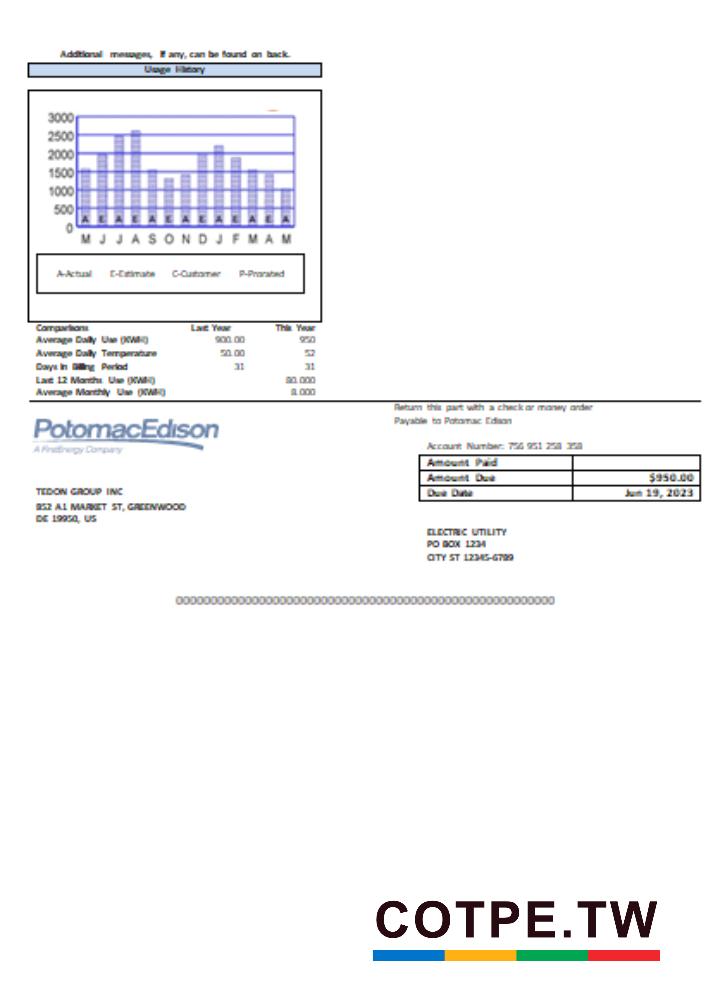 Additional messages, If any, can be found on back.
Usage History
3000
2500
2000
1500
1000
500
0
A E A E A E A E A E A E A
M J J A S O N D J F M A M
A-Actual E-Estimate C-Customer P-Prorated
Comparisons Last Year This Year
Average Daily Use (KWH) 900.00 950
Average Daily Temperature 50.00 52
Days In Billing Period 31 31
Last 12 Months Use (KWH) 80.000
Average Monthly Use (KWH) 8.000
Return this part with a check or money order
Payable to Potomac Edison
PotomacEdison
A FirstEnergy Company
Account Number: 756 951 258 358
Amount Paid
Amount Due $950.00
Due Date Jun 19, 2023
TEDON GROUP INC
852 A1 MARKET ST, GREENWOOD
DE 19950, US
ELECTRIC UTILITY
PO BOX 1234
CITY ST 12345-6789
COTPE.TW